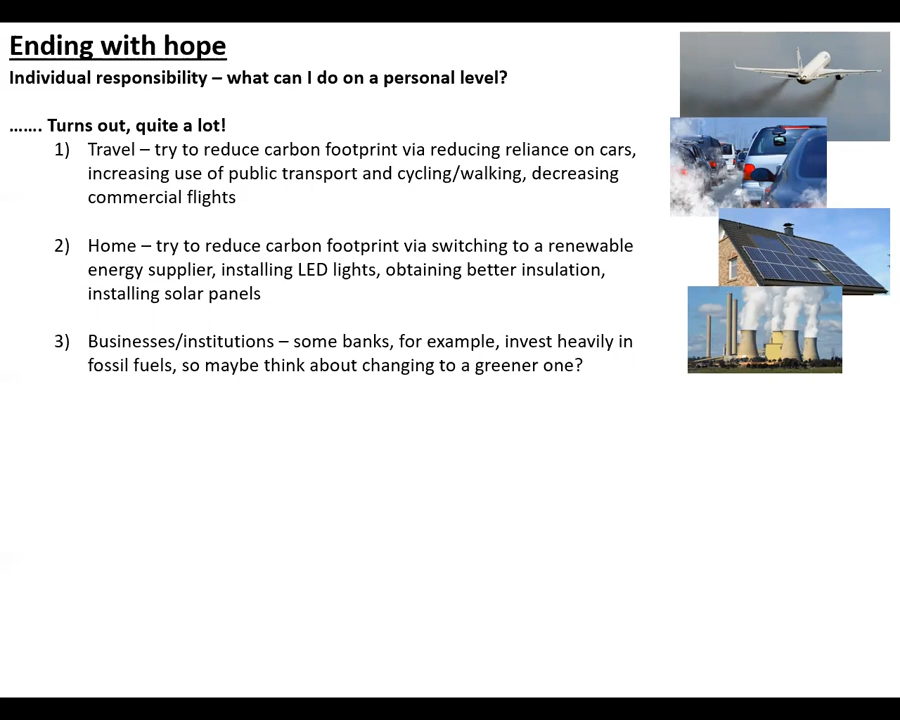 Ending with hope
Individual responsibility – what can I do on a personal level?
....... Turns out, quite a lot!
1) Travel – try to reduce carbon footprint via reducing reliance on cars,
increasing use of public transport and cycling/walking, decreasing
commercial flights
2) Home – try to reduce carbon footprint via switching to a renewable
energy supplier, installing LED lights, obtaining better insulation,
installing solar panels
3) Businesses/institutions – some banks, for example, invest heavily in
fossil fuels, so maybe think about changing to a greener one?